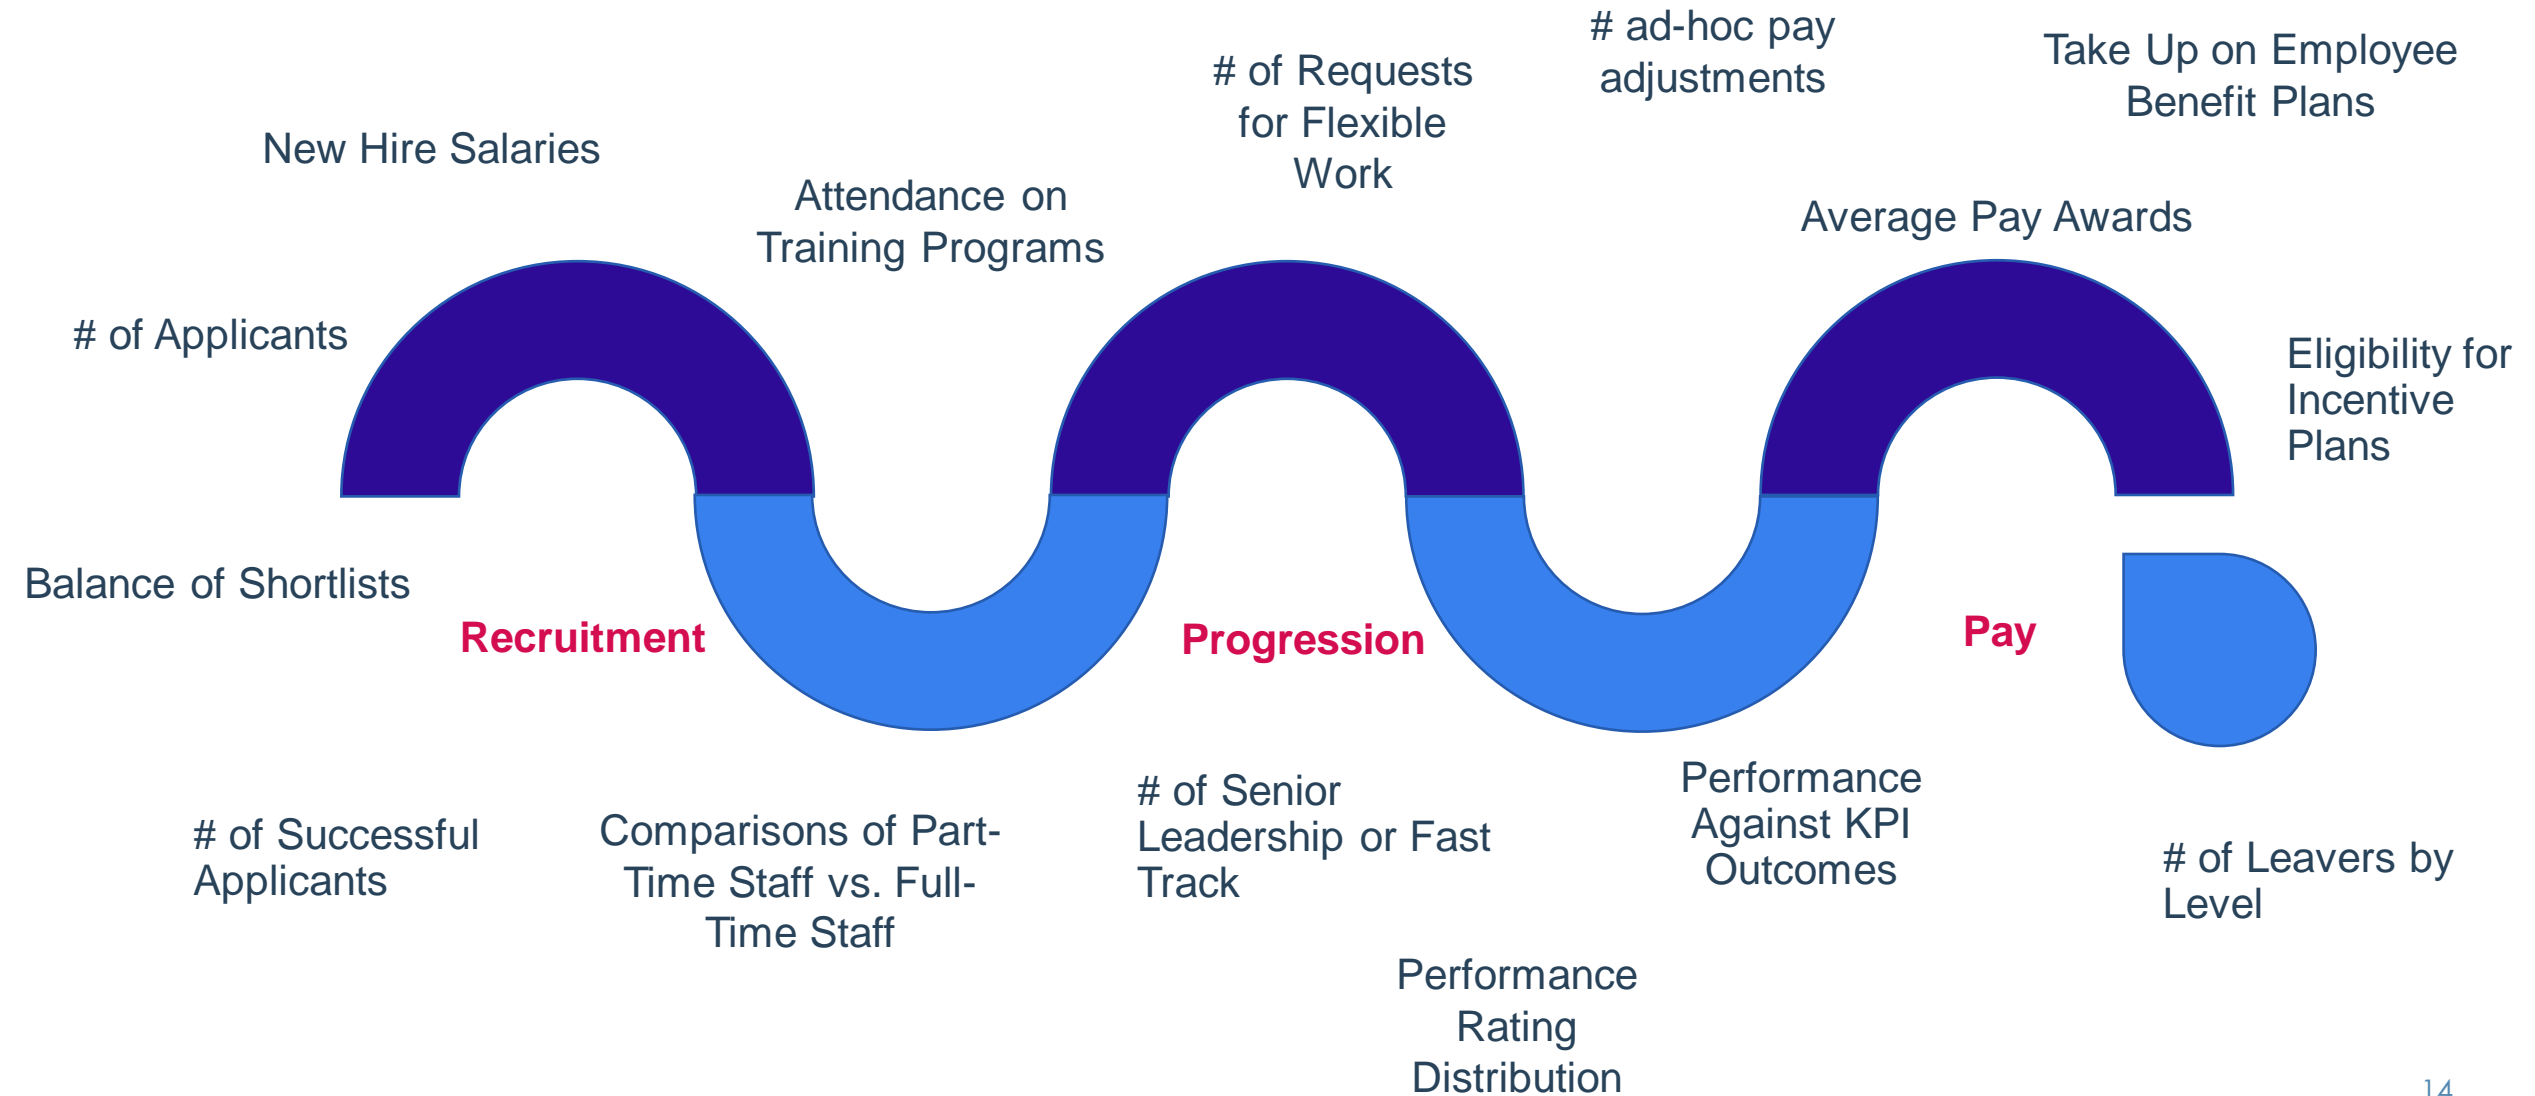 # ad-hoc pay
adjustments
Take Up on Employee
Benefit Plans
# of Requests
for Flexible
Work
New Hire Salaries
Attendance on
Training Programs
Average Pay Awards
# of Applicants
Eligibility for
Incentive
Plans
Balance of Shortlists
Recruitment
Progression
Pay
# of Successful
Applicants
Comparisons of Part-
Time Staff vs. Full-
Time Staff
# of Senior
Leadership or Fast
Track
Performance
Against KPI
Outcomes
# of Leavers by
Level
Performance
Rating
Distribution
14